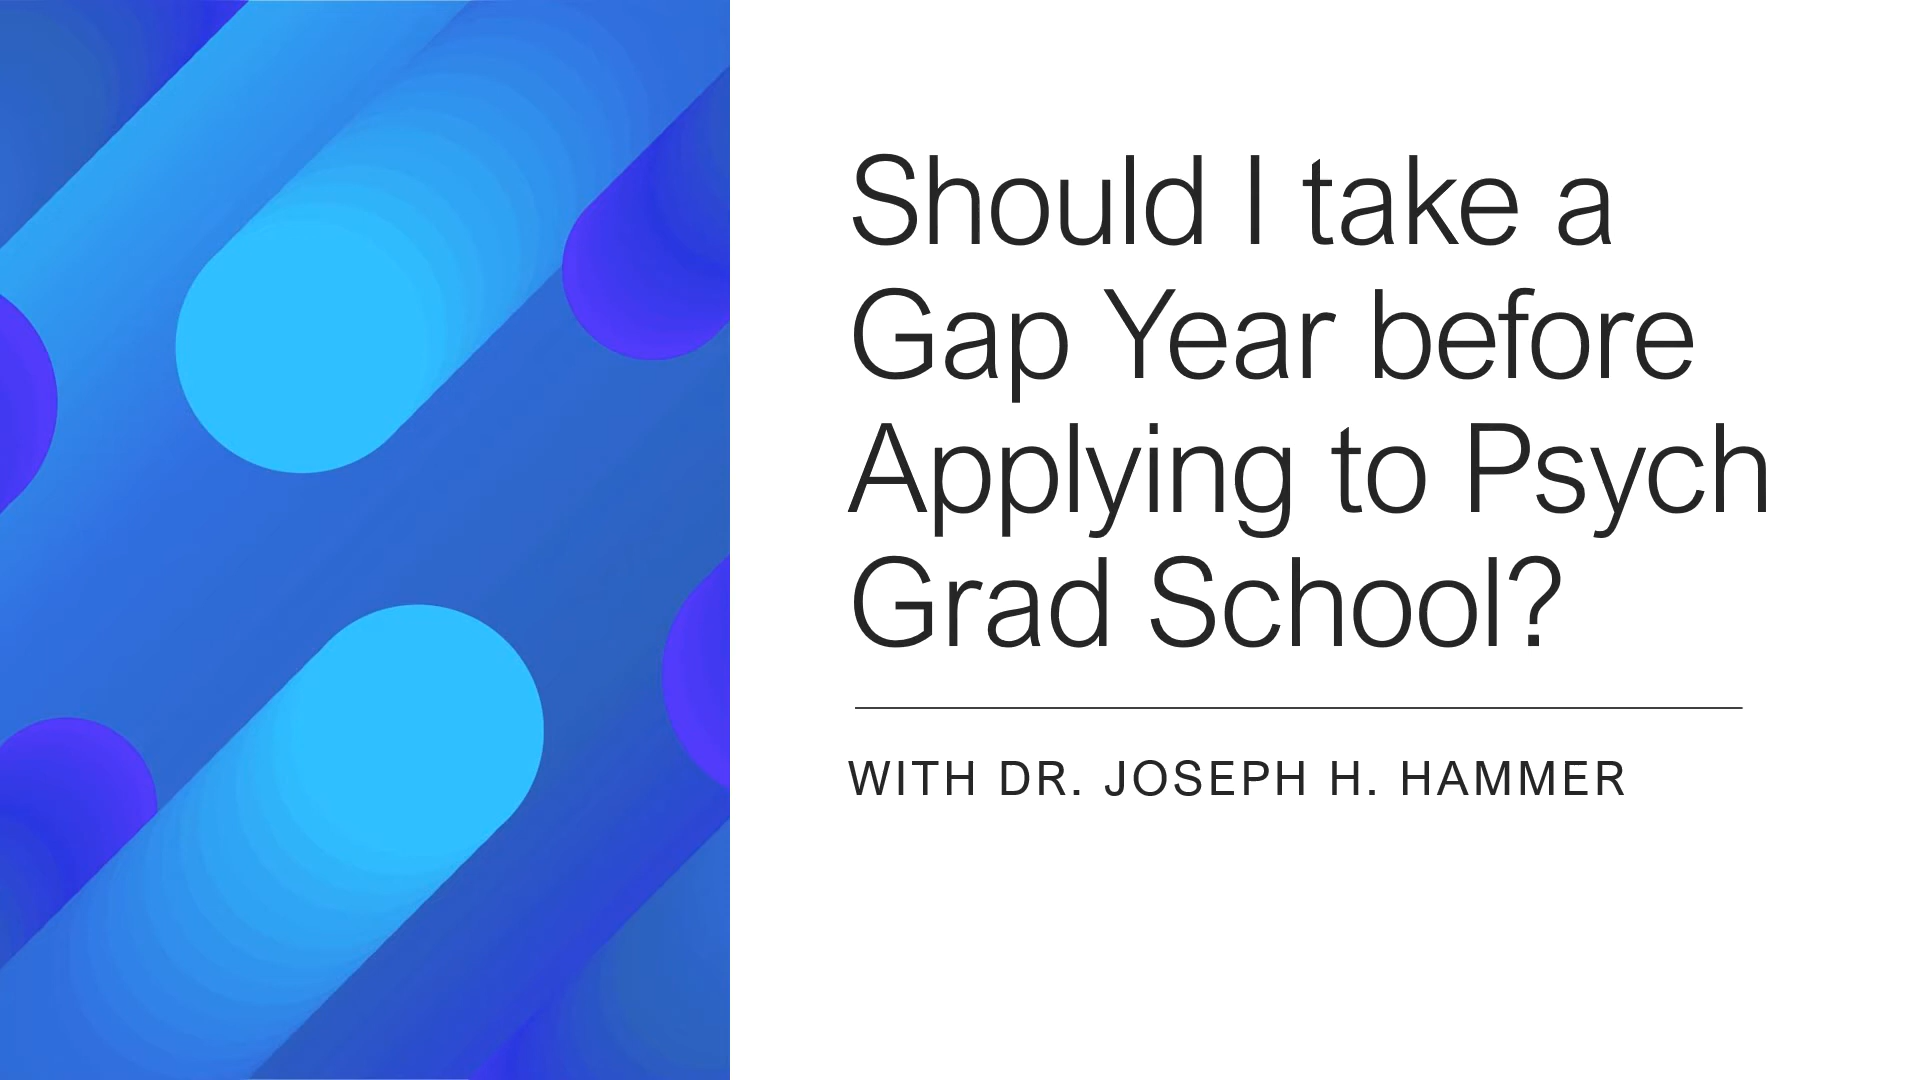 Should I take a
Gap Year before
Applying to Psych
Grad School?
WITH DR. JOSEPH H. HAMMER